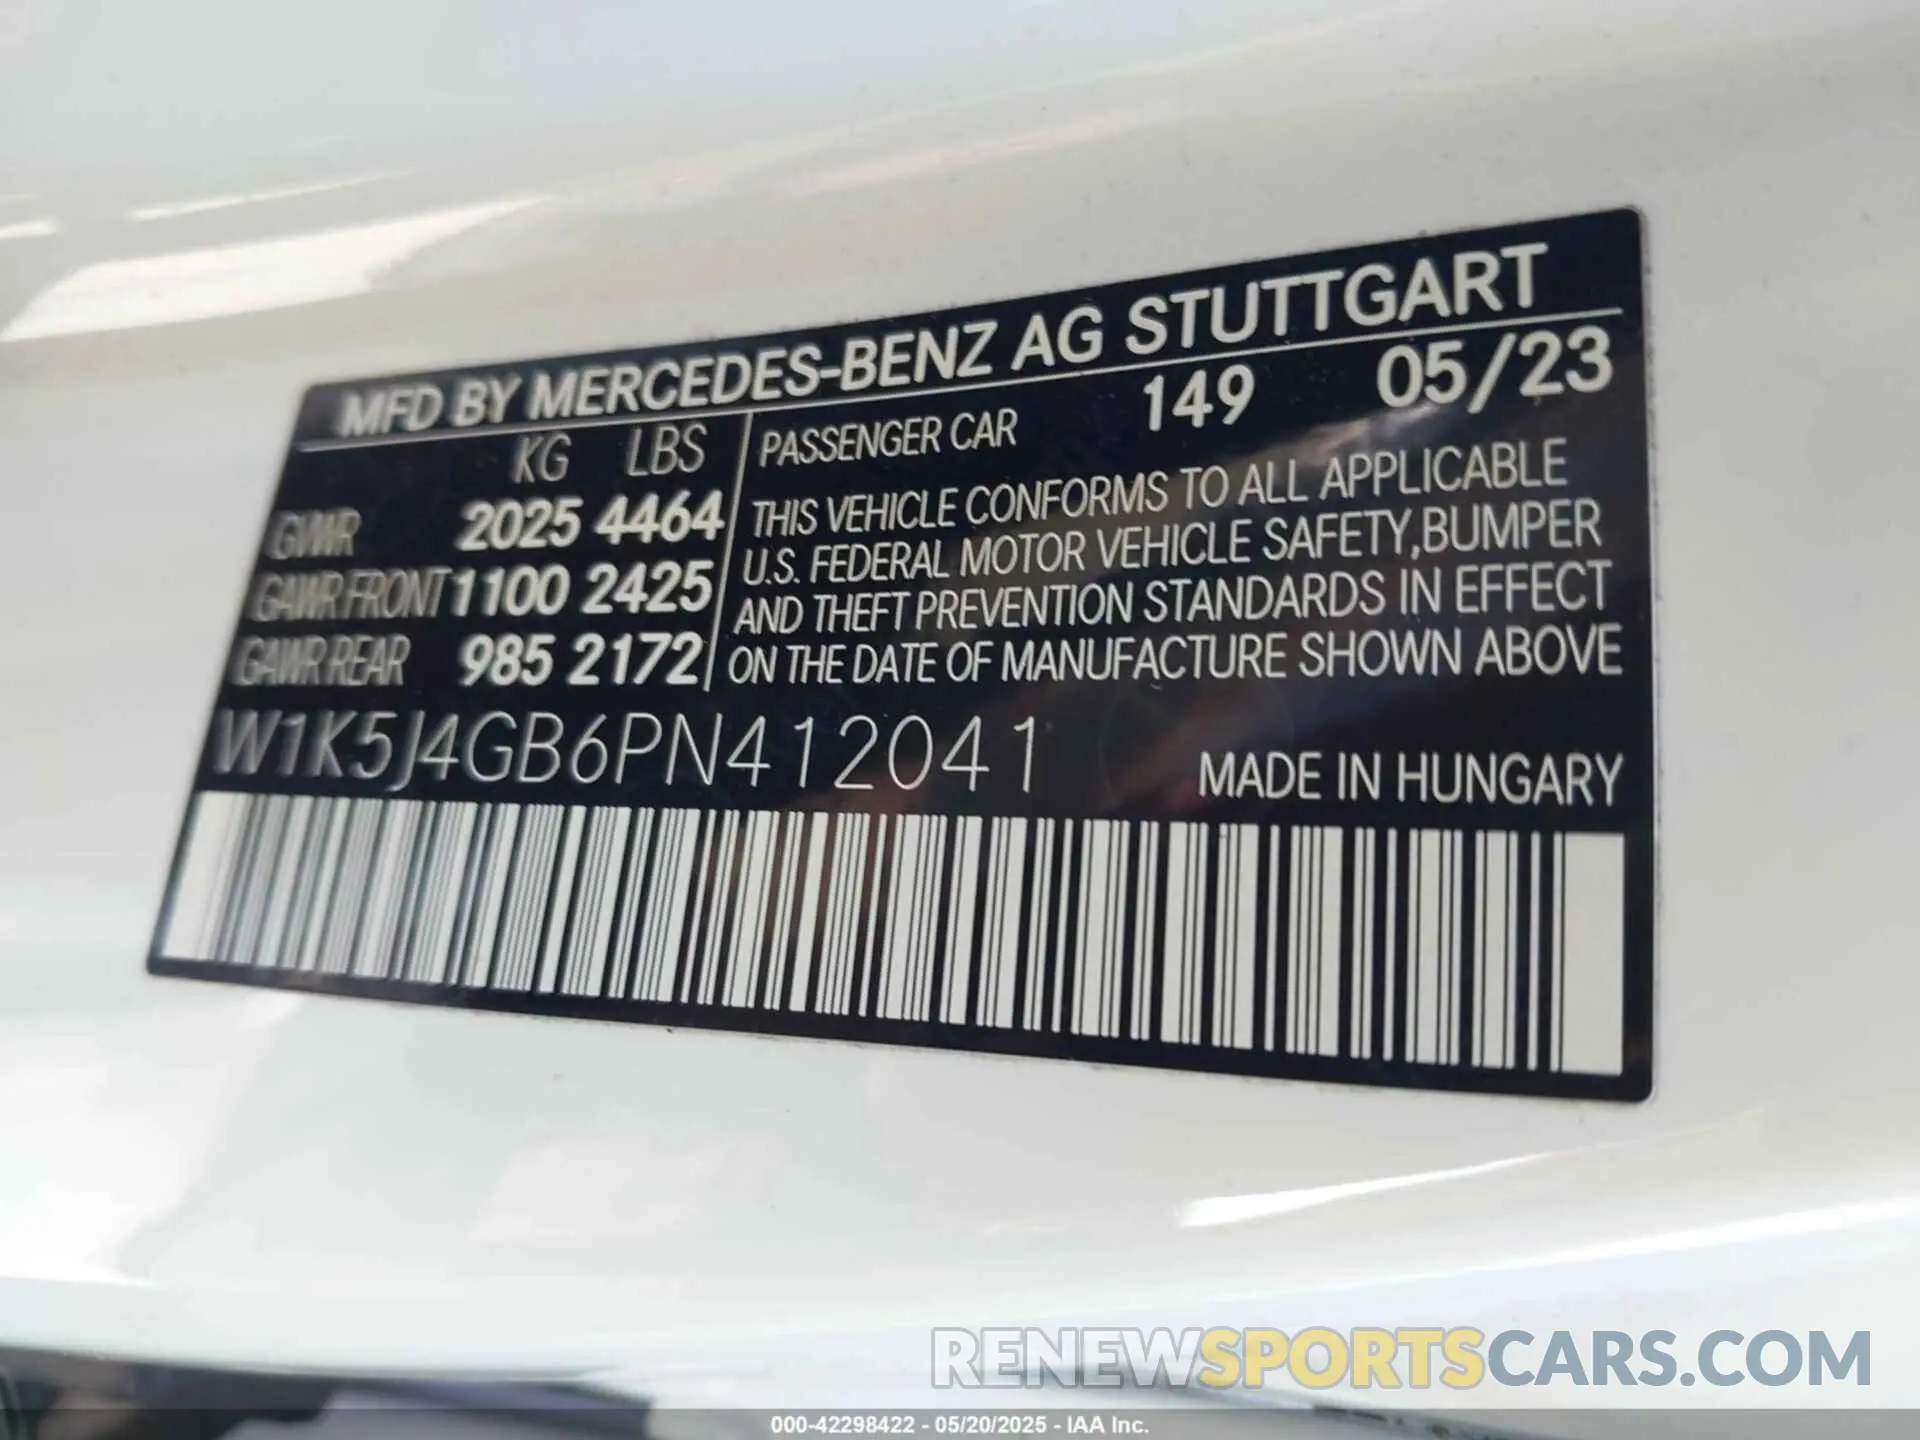 MFD BY MERCEDES-BENZ AG STUTTGART
KG LBS PASSENGER CAR 149 05/23
GVWR 2025 4464
GAWR FRONT 1100 2425
GAWR REAR 985 2172
THIS VEHICLE CONFORMS TO ALL APPLICABLE
U.S. FEDERAL MOTOR VEHICLE SAFETY,BUMPER
AND THEFT PREVENTION STANDARDS IN EFFECT
ON THE DATE OF MANUFACTURE SHOWN ABOVE
W1K5J4GB6PN412041
MADE IN HUNGARY
RENEWSPORTSCARS.COM
000-42298422 - 05/20/2025 - IAA Inc.